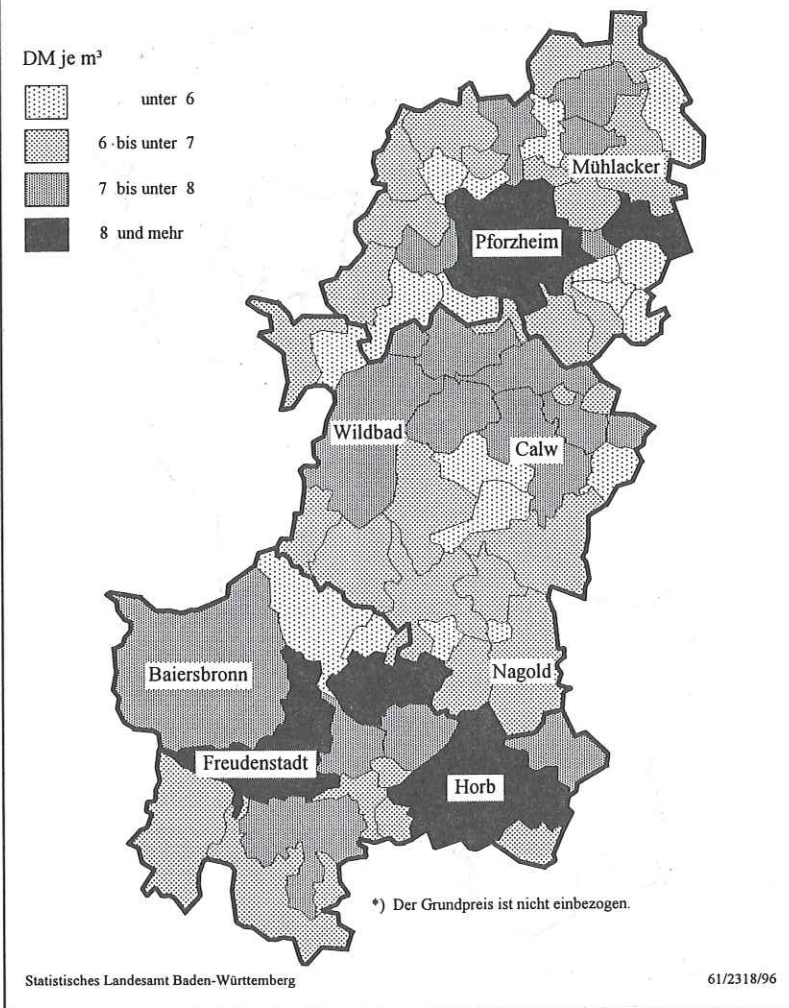 DM je m³
unter 6
6 bis unter 7
7 bis unter 8
8 und mehr
Mühlacker
Pforzheim
Wildbad
Calw
Baiersbronn
Nagold
Freudenstadt
Horb
*) Der Grundpreis ist nicht einbezogen.
Statistisches Landesamt Baden-Württemberg
61/2318/96